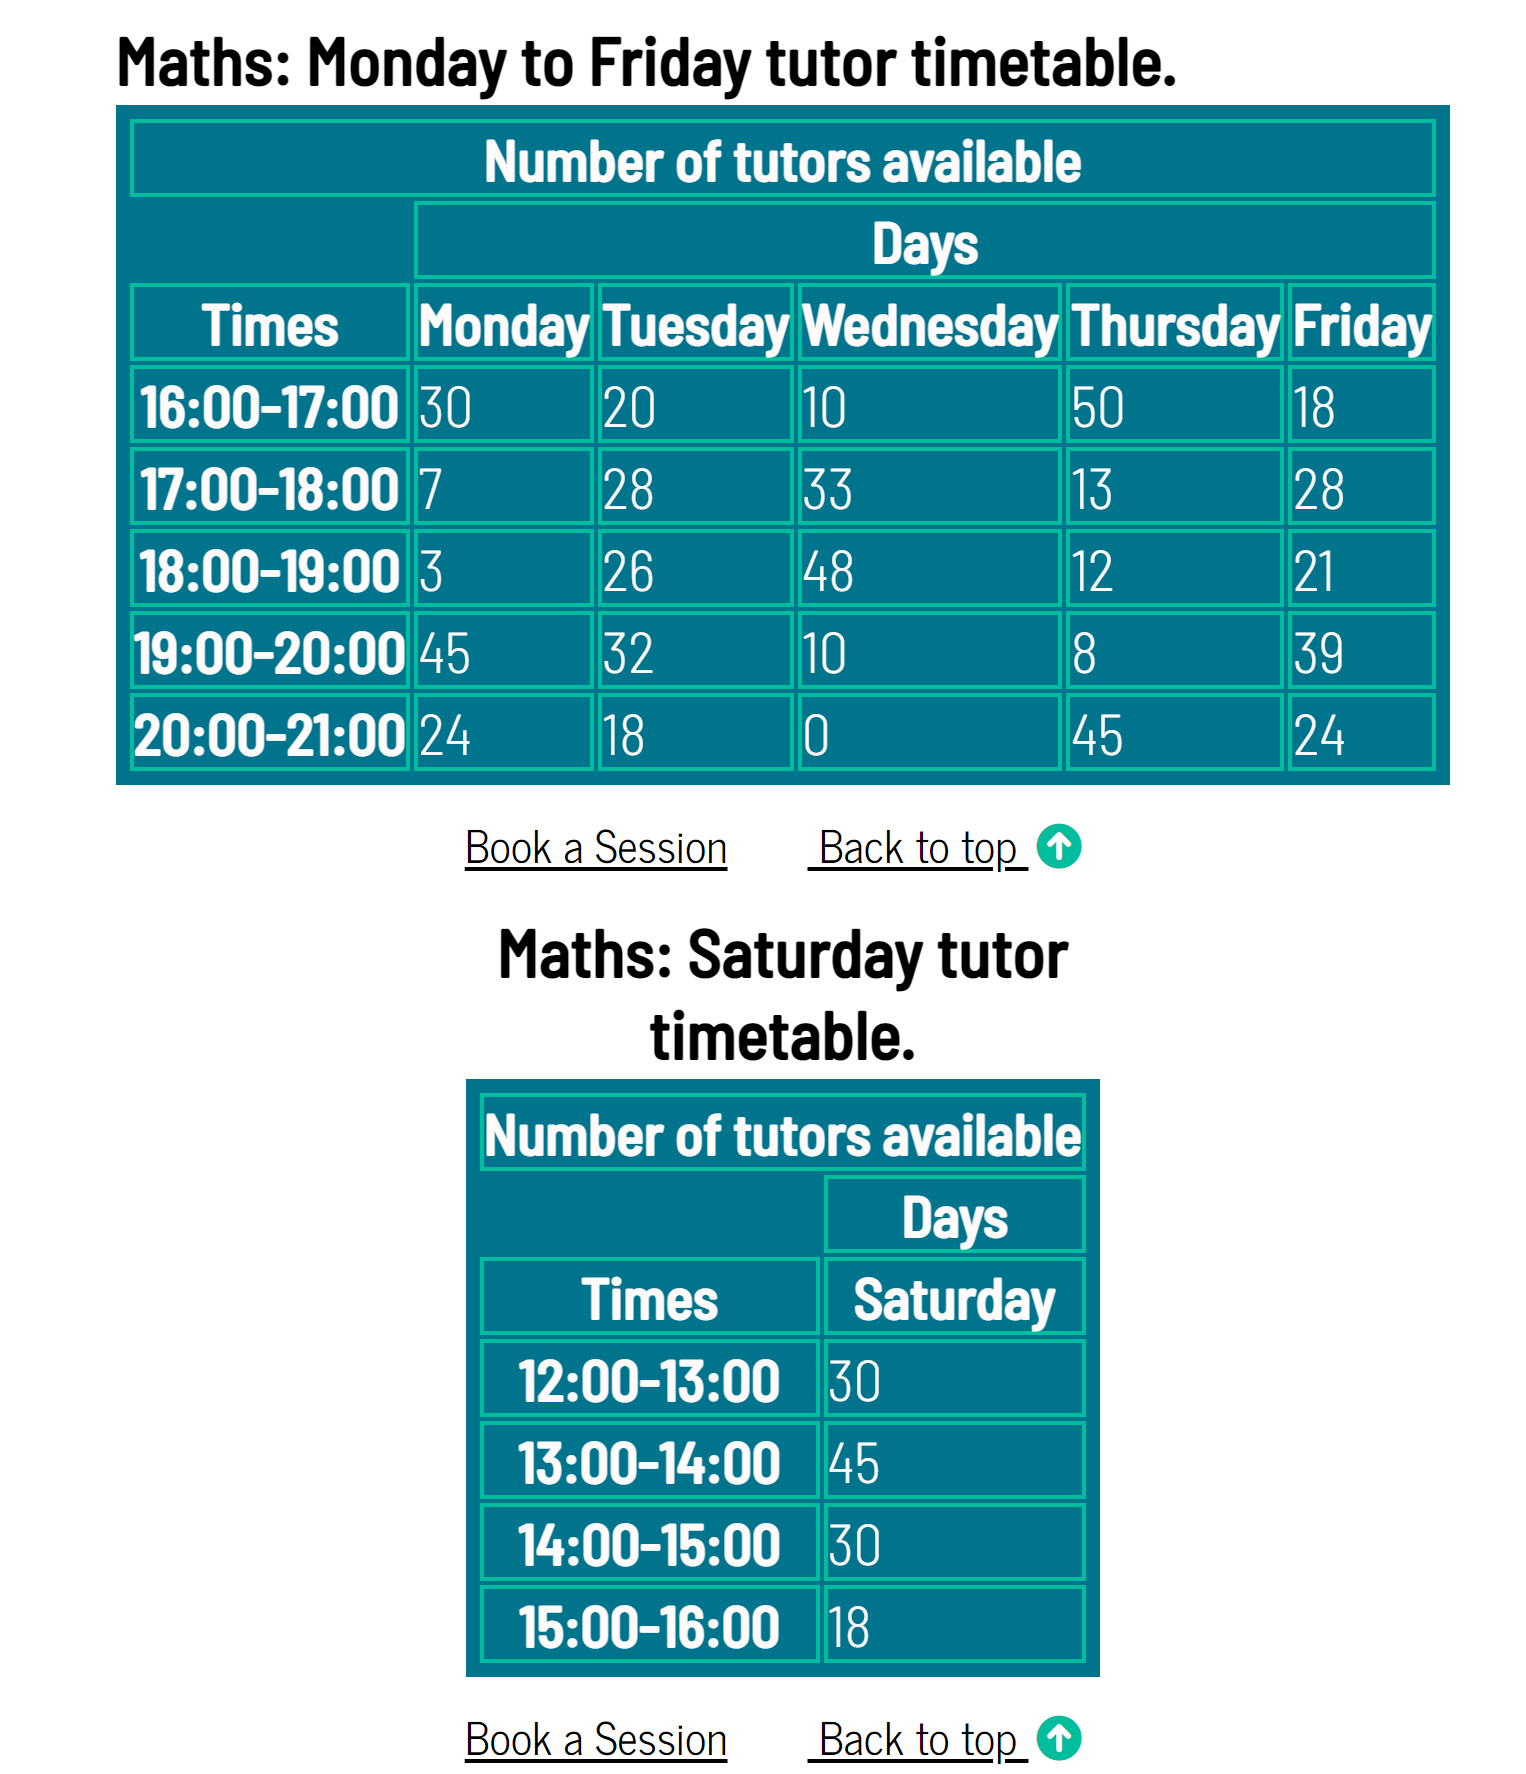 Maths: Monday to Friday tutor timetable.
Number of tutors available
Days
Times Monday Tuesday Wednesday Thursday Friday
16:00-17:00 30 20 10 50 18
17:00-18:00 7 28 33 13 28
18:00-19:00 3 26 48 12 21
19:00-20:00 45 32 10 8 39
20:00-21:00 24 18 0 45 24
Book a Session Back to top
Maths: Saturday tutor
timetable.
Number of tutors available
Days
Times Saturday
12:00-13:00 30
13:00-14:00 45
14:00-15:00 30
15:00-16:00 18
Book a Session Back to top